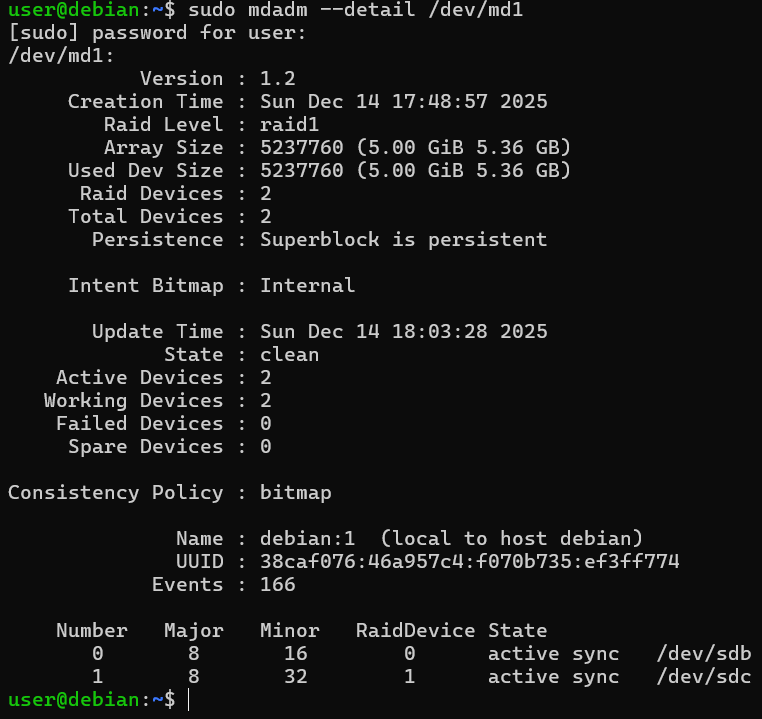 user@debian:~$ sudo mdadm --detail /dev/md1
[sudo] password for user:
/dev/md1:
           Version : 1.2
     Creation Time : Sun Dec 14 17:48:57 2025
        Raid Level : raid1
        Array Size : 5237760 (5.00 GiB 5.36 GB)
     Used Dev Size : 5237760 (5.00 GiB 5.36 GB)
      Raid Devices : 2
     Total Devices : 2
       Persistence : Superblock is persistent

     Intent Bitmap : Internal

       Update Time : Sun Dec 14 18:03:28 2025
             State : clean
    Active Devices : 2
   Working Devices : 2
    Failed Devices : 0
     Spare Devices : 0

Consistency Policy : bitmap

              Name : debian:1  (local to host debian)
              UUID : 38caf076:46a957c4:f070b735:ef3ff774
            Events : 166

    Number   Major   Minor   RaidDevice State
       0       8       16        0      active sync   /dev/sdb
       1       8       32        1      active sync   /dev/sdc
user@debian:~$